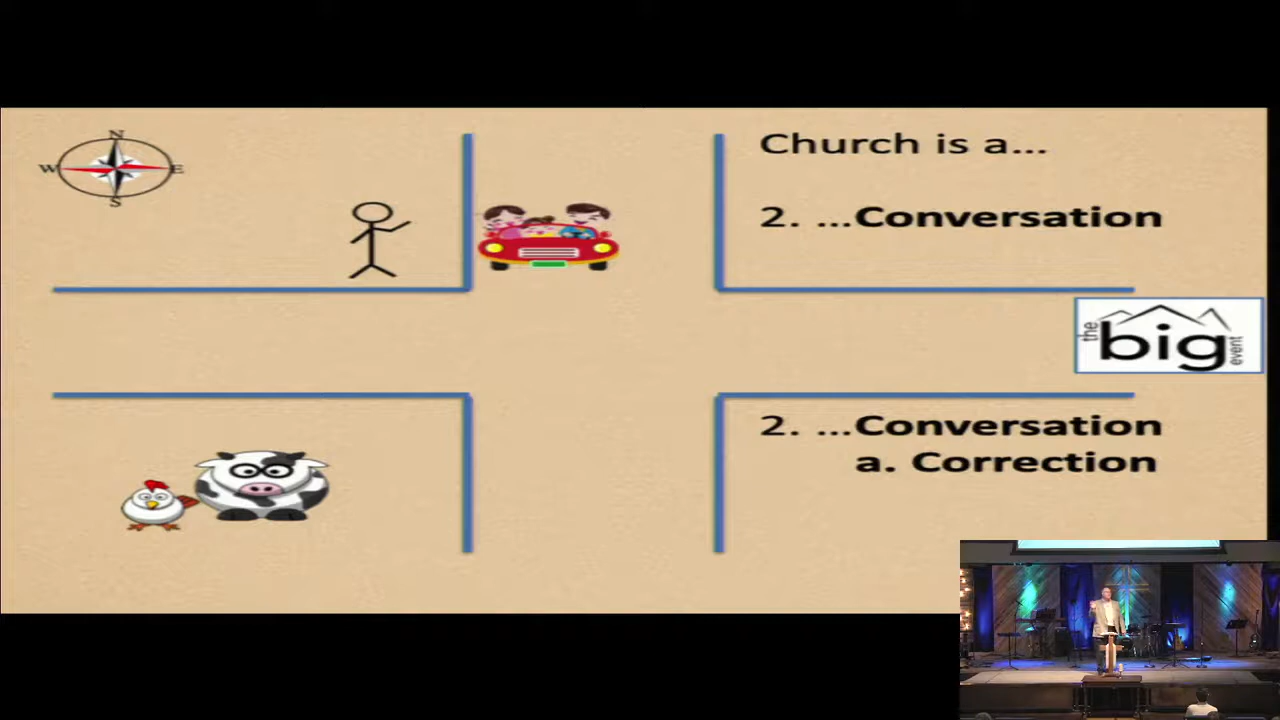 N
W E
S
Church is a...
2. ...Conversation
the big event
2. ...Conversation
a. Correction